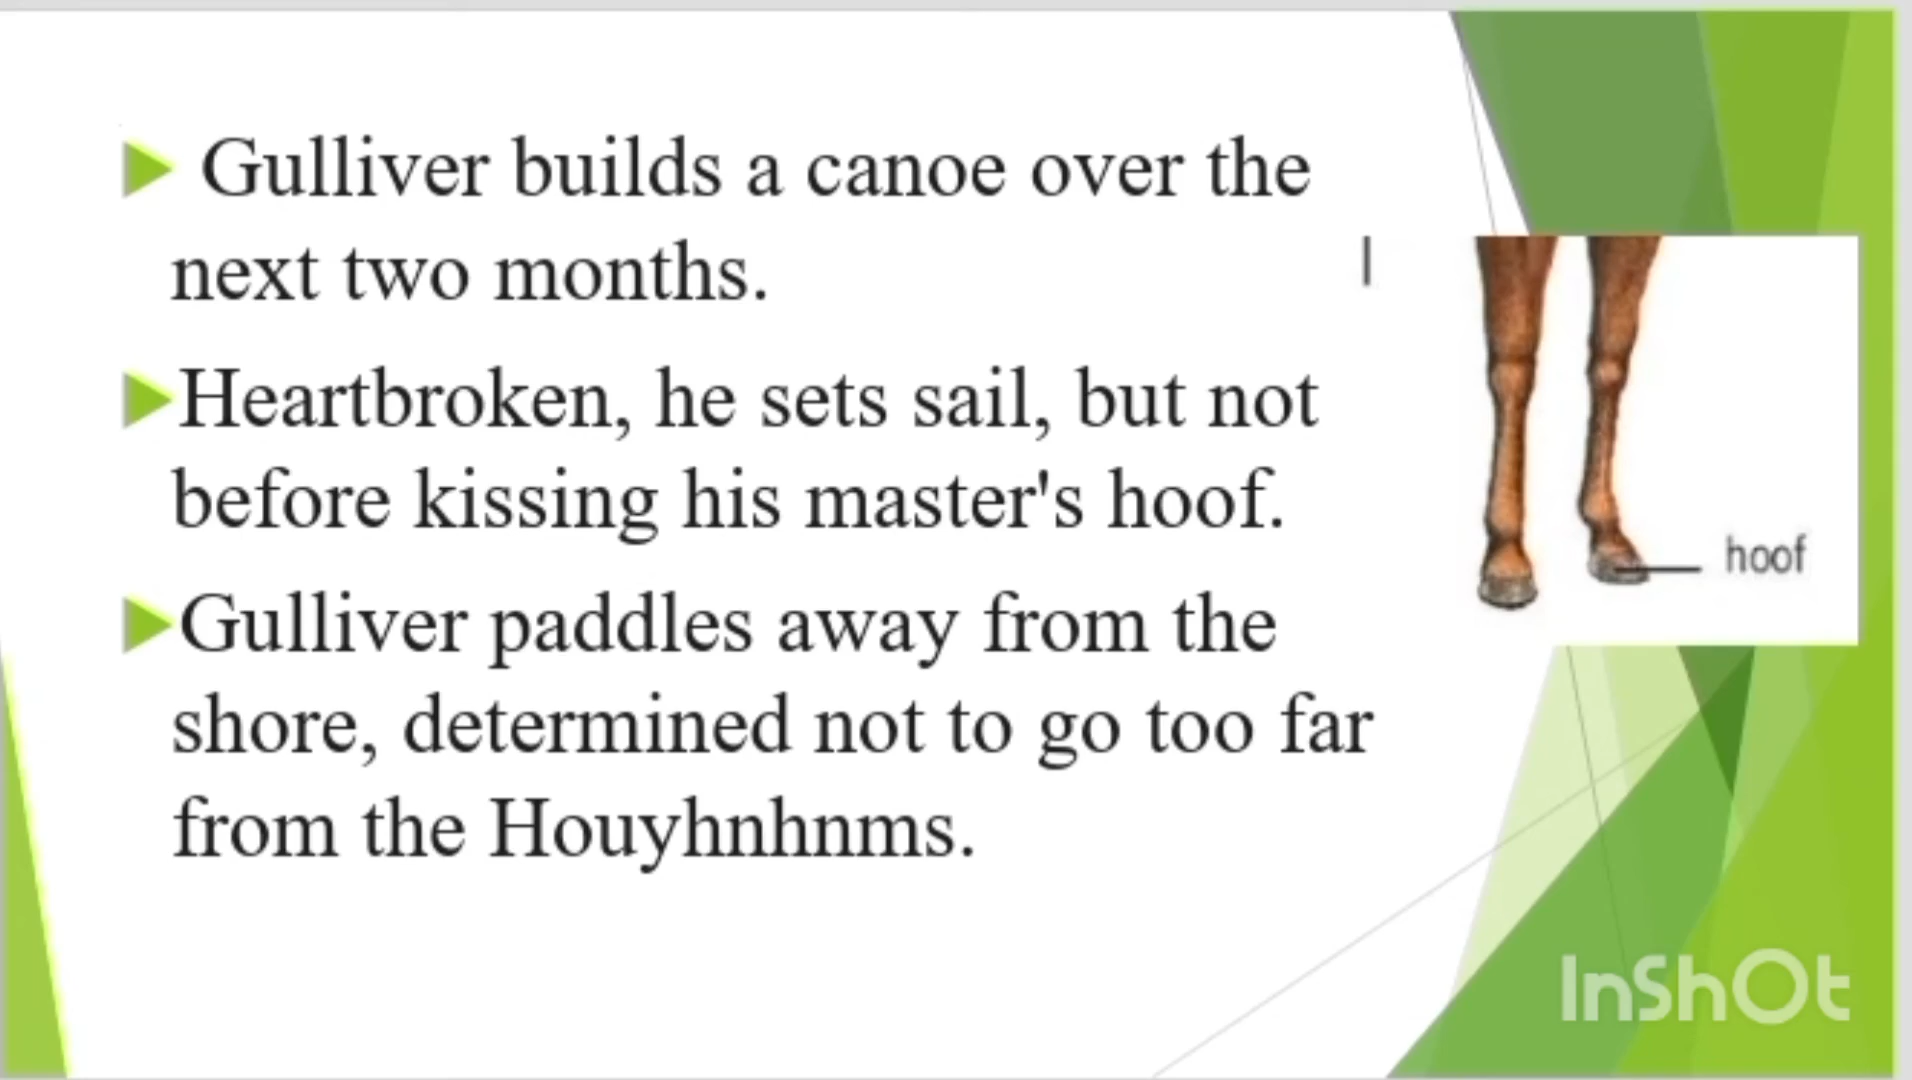 Gulliver builds a canoe over the
next two months.
Heartbroken, he sets sail, but not
before kissing his master's hoof.
Gulliver paddles away from the
shore, determined not to go too far
from the Houyhnhnms.
hoof
InShOt